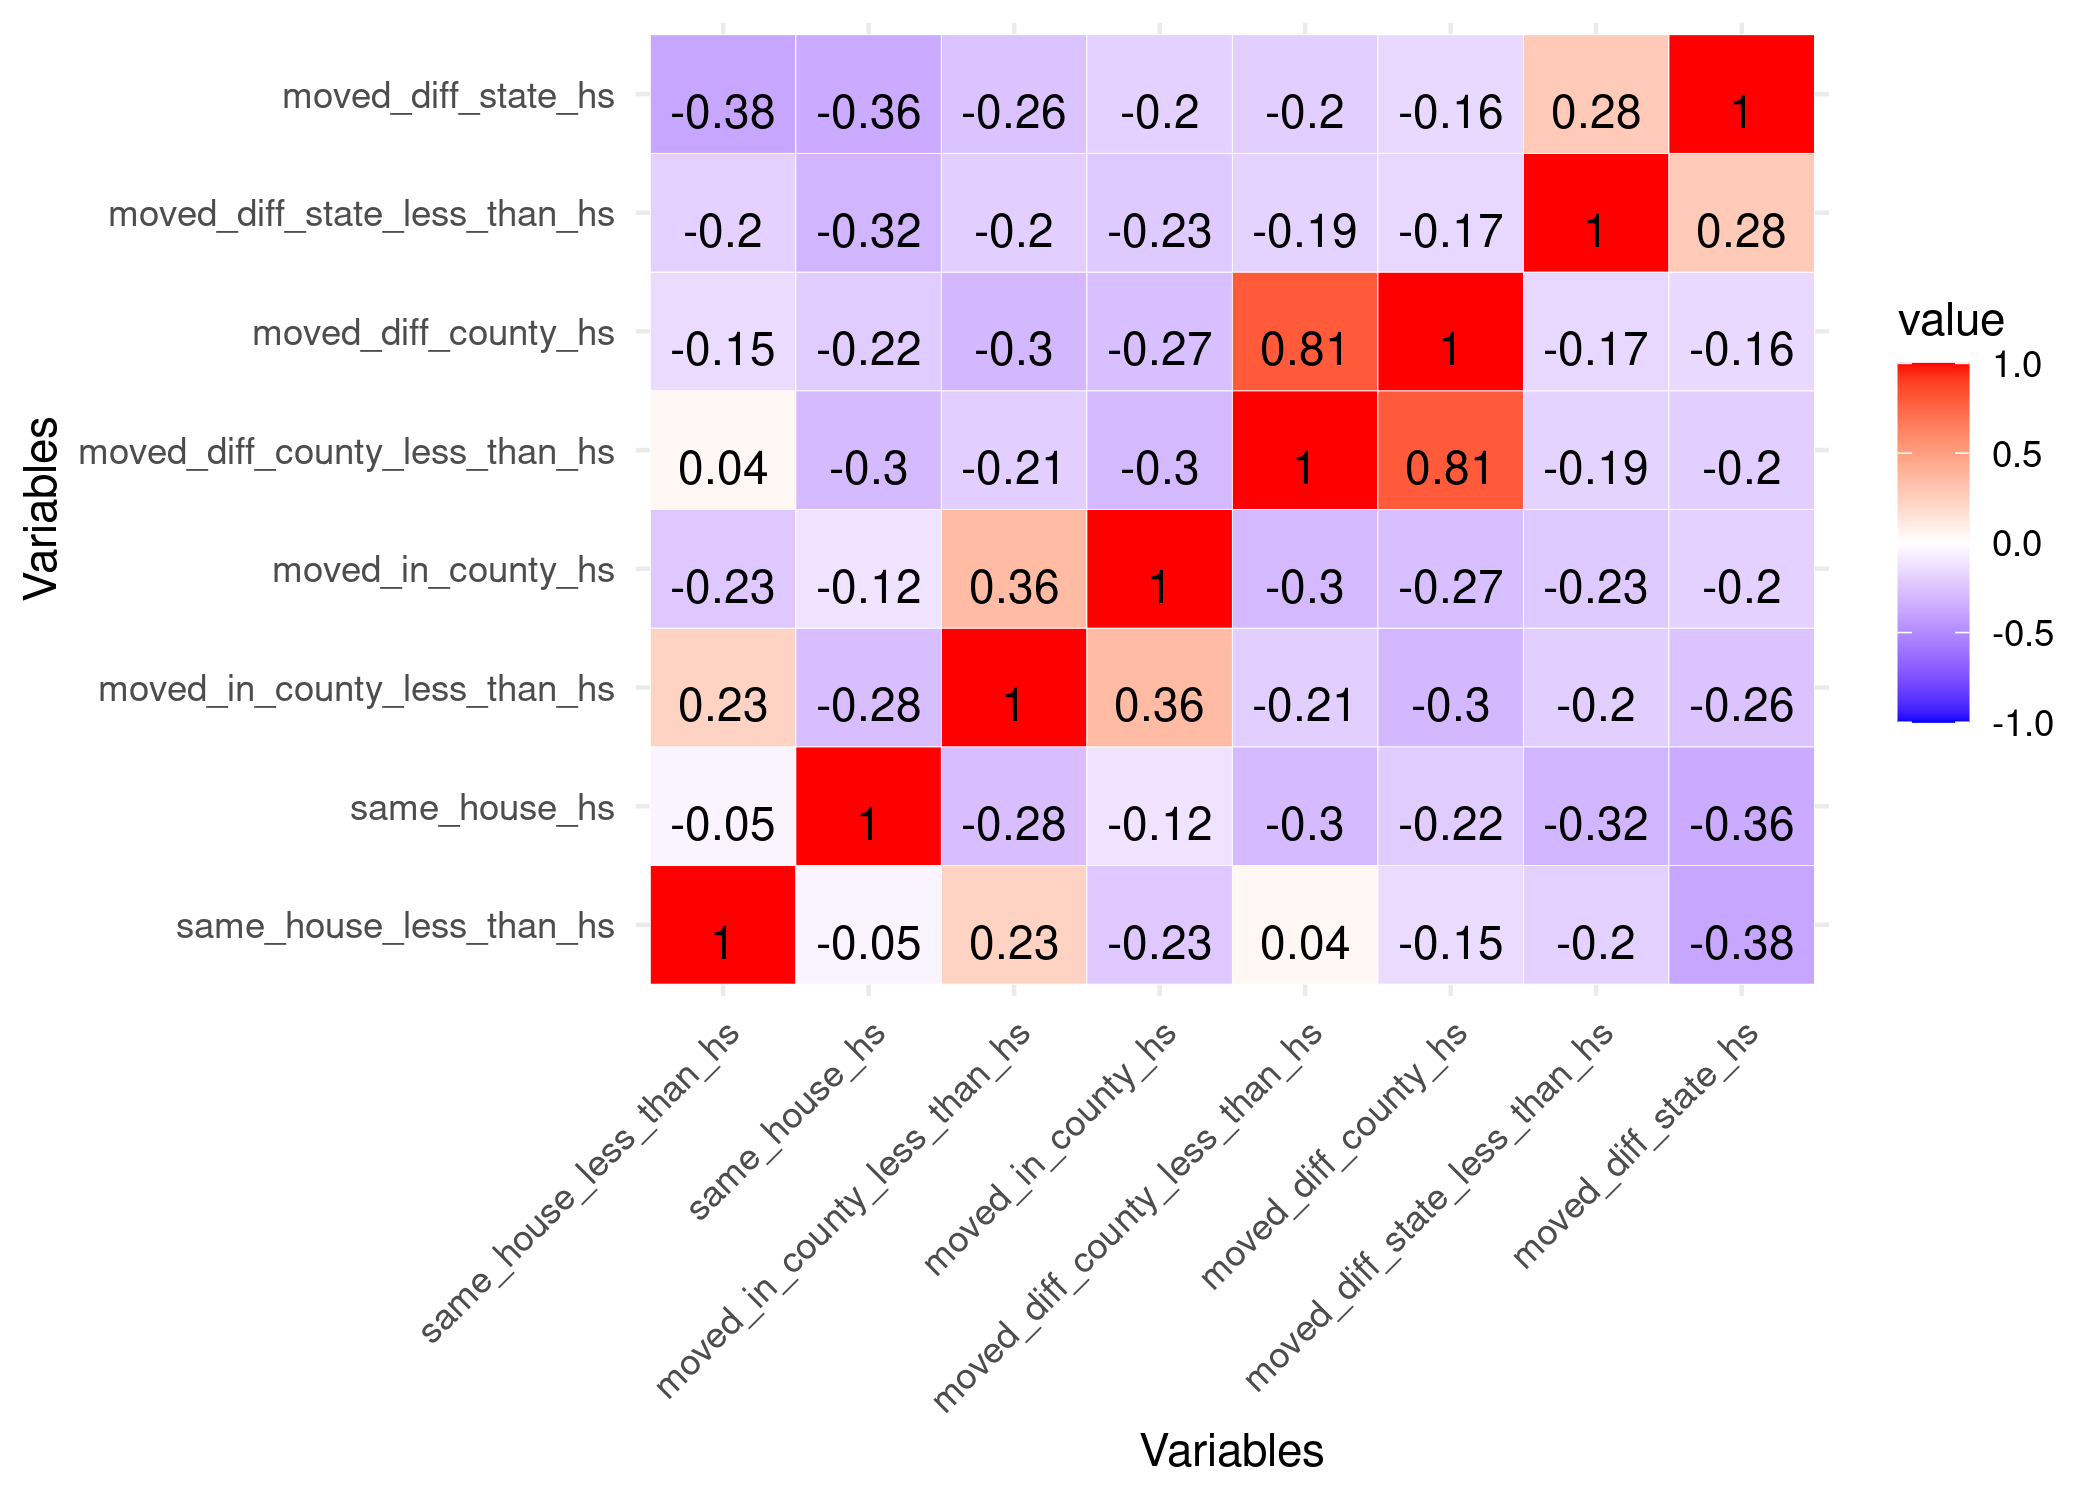 moved_diff_state_hs -0.38 -0.36 -0.26 -0.2 -0.2 -0.16 0.28 1
moved_diff_state_less_than_hs -0.2 -0.32 -0.2 -0.23 -0.19 -0.17 1 0.28
moved_diff_county_hs -0.15 -0.22 -0.3 -0.27 0.81 1 -0.17 -0.16
moved_diff_county_less_than_hs 0.04 -0.3 -0.21 -0.3 1 0.81 -0.19 -0.2
moved_in_county_hs -0.23 -0.12 0.36 1 -0.3 -0.27 -0.23 -0.2
moved_in_county_less_than_hs 0.23 -0.28 1 0.36 -0.21 -0.3 -0.2 -0.26
same_house_hs -0.05 1 -0.28 -0.12 -0.3 -0.22 -0.32 -0.36
same_house_less_than_hs 1 -0.05 0.23 -0.23 0.04 -0.15 -0.2 -0.38
Variables
same_house_less_than_hs
same_house_hs
moved_in_county_less_than_hs
moved_in_county_hs
moved_diff_county_less_than_hs
moved_diff_county_hs
moved_diff_state_less_than_hs
moved_diff_state_hs
Variables
value
1.0
0.5
0.0
-0.5
-1.0